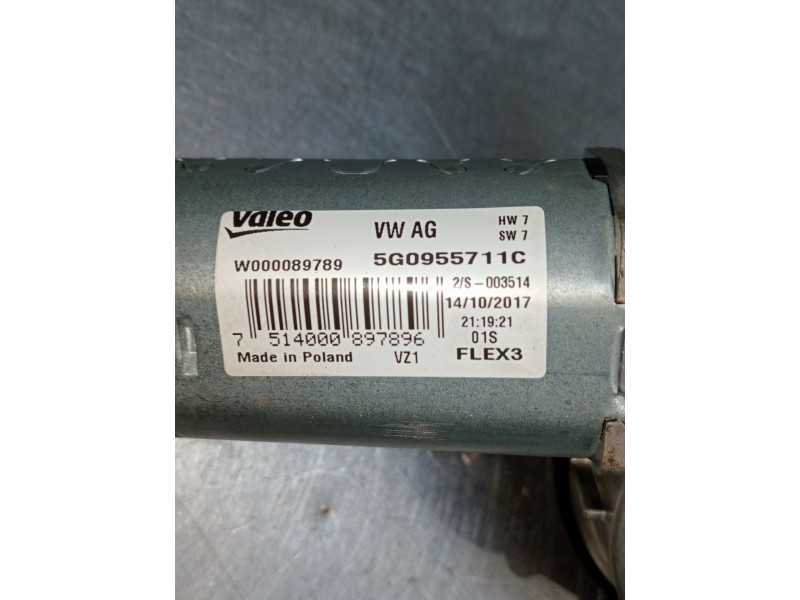 Valeo
VW AG
HW 7
SW 7
W000089789
5G0955711C
2/S-003514
14/10/2017
21:19:21
7 514000 897896
01S
Made in Poland
VZ1
FLEX3